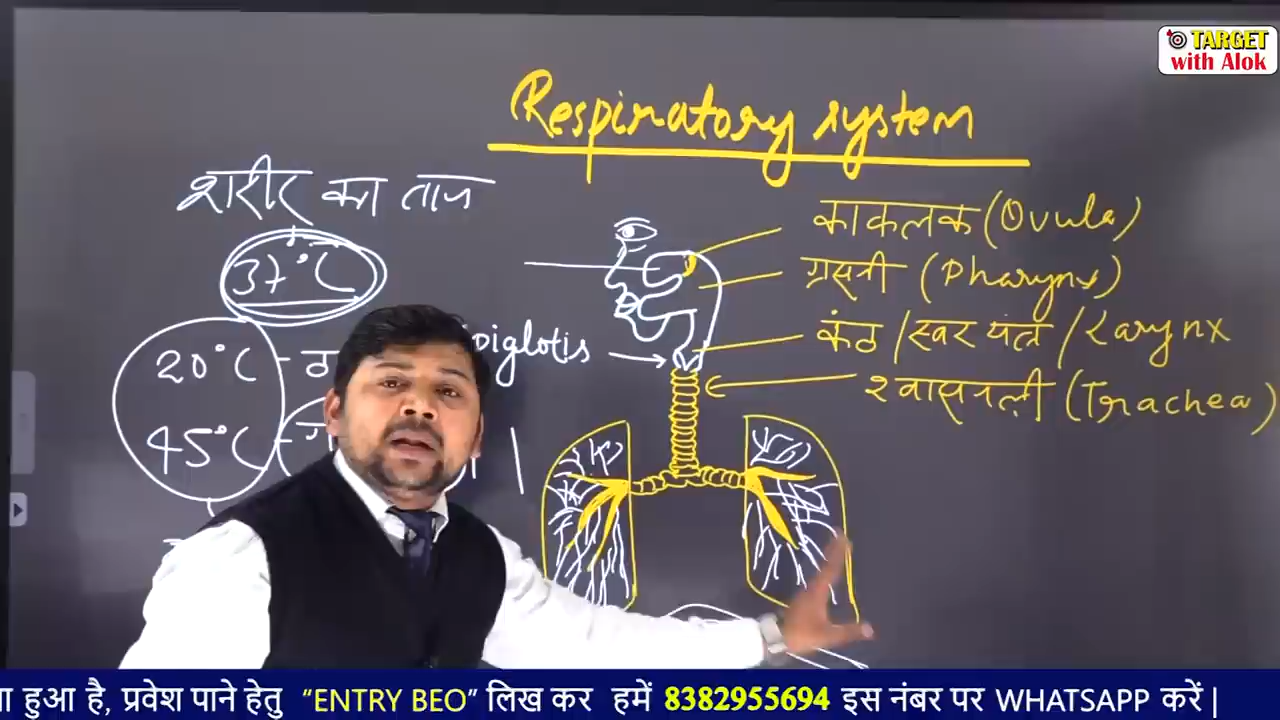 TARGET
with Alok
Respiratory system
शरीर का ताप
37°C
20°C - ठ
45°C
काकलक (Ovula)
ग्रसनी (Pharynx)
कंठ / स्वर यंत्र / Larynx
श्वासनली (Trachea)
piglotis
हुआ है, प्रवेश पाने हेतु "ENTRY BEO" लिख कर हमें 8382955694 इस नंबर पर WHATSAPP करें |